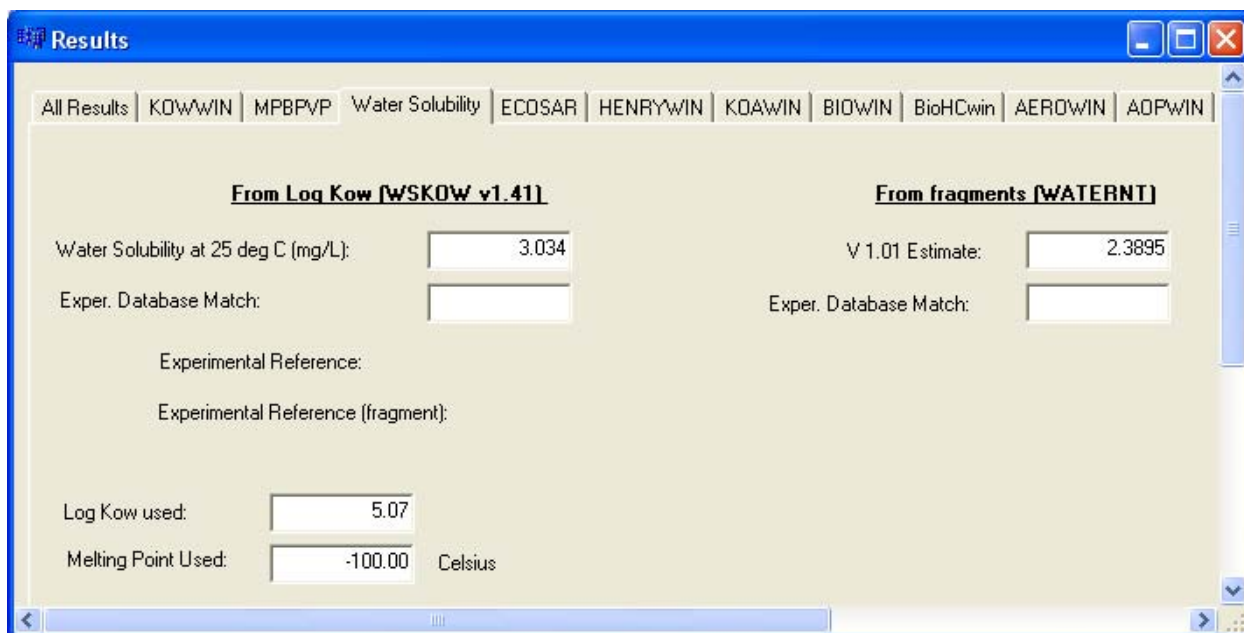 Results
All Results KOWWIN MPBPVP Water Solubility ECOSAR HENRYWIN KOAWIN BIOWIN BioHCwin AEROWIN AOPWIN
From Log Kow (WSKOW v1.41) From fragments (WATERNT)
Water Solubility at 25 deg C (mg/L): 3.034 V 1.01 Estimate: 2.3895
Exper. Database Match: Exper. Database Match:
Experimental Reference:
Experimental Reference (fragment):
Log Kow used: 5.07
Melting Point Used: -100.00 Celsius